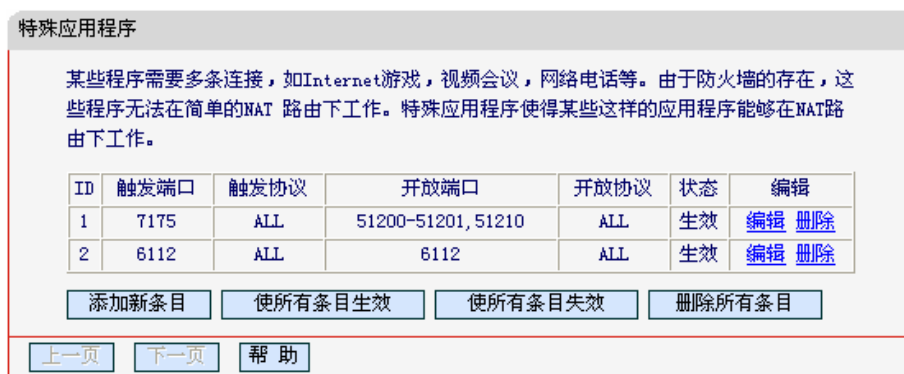 特殊应用程序
某些程序需要多条连接，如Internet游戏，视频会议，网络电话等。由于防火墙的存在，这
些程序无法在简单的NAT 路由下工作。特殊应用程序使得某些这样的应用程序能够在NAT路
由下工作。
ID 触发端口 触发协议 开放端口 开放协议 状态 编辑
1 7175 ALL 51200-51201,51210 ALL 生效 编辑 删除
2 6112 ALL 6112 ALL 生效 编辑 删除
添加新条目 使所有条目生效 使所有条目失效 删除所有条目
上一页 下一页 帮 助